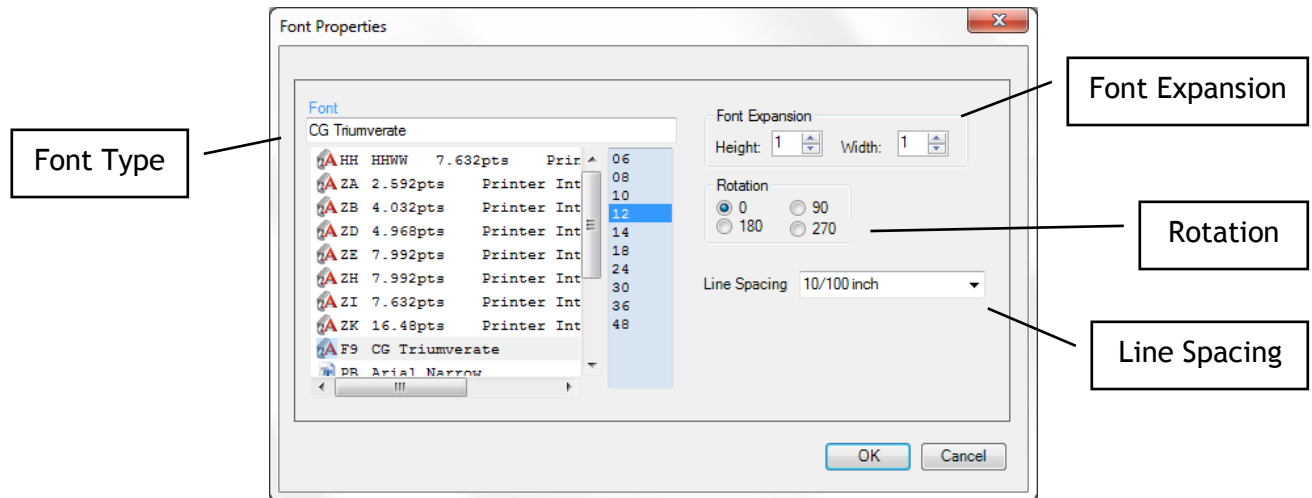 Font Properties
x
Font
CG Triumverate
HH HHWW 7.632pts Prin
ZA 2.592pts Printer Int
ZB 4.032pts Printer Int
ZD 4.968pts Printer Int
ZE 7.992pts Printer Int
ZH 7.992pts Printer Int
ZI 7.632pts Printer Int
ZK 16.48pts Printer Int
F9 CG Triumverate
PB Arial Narrow
06
08
10
12
14
18
24
30
36
48
Font Expansion
Height: 1 Width: 1
Rotation
0 90
180 270
Line Spacing 10/100 inch
OK Cancel
Font Type
Font Expansion
Rotation
Line Spacing